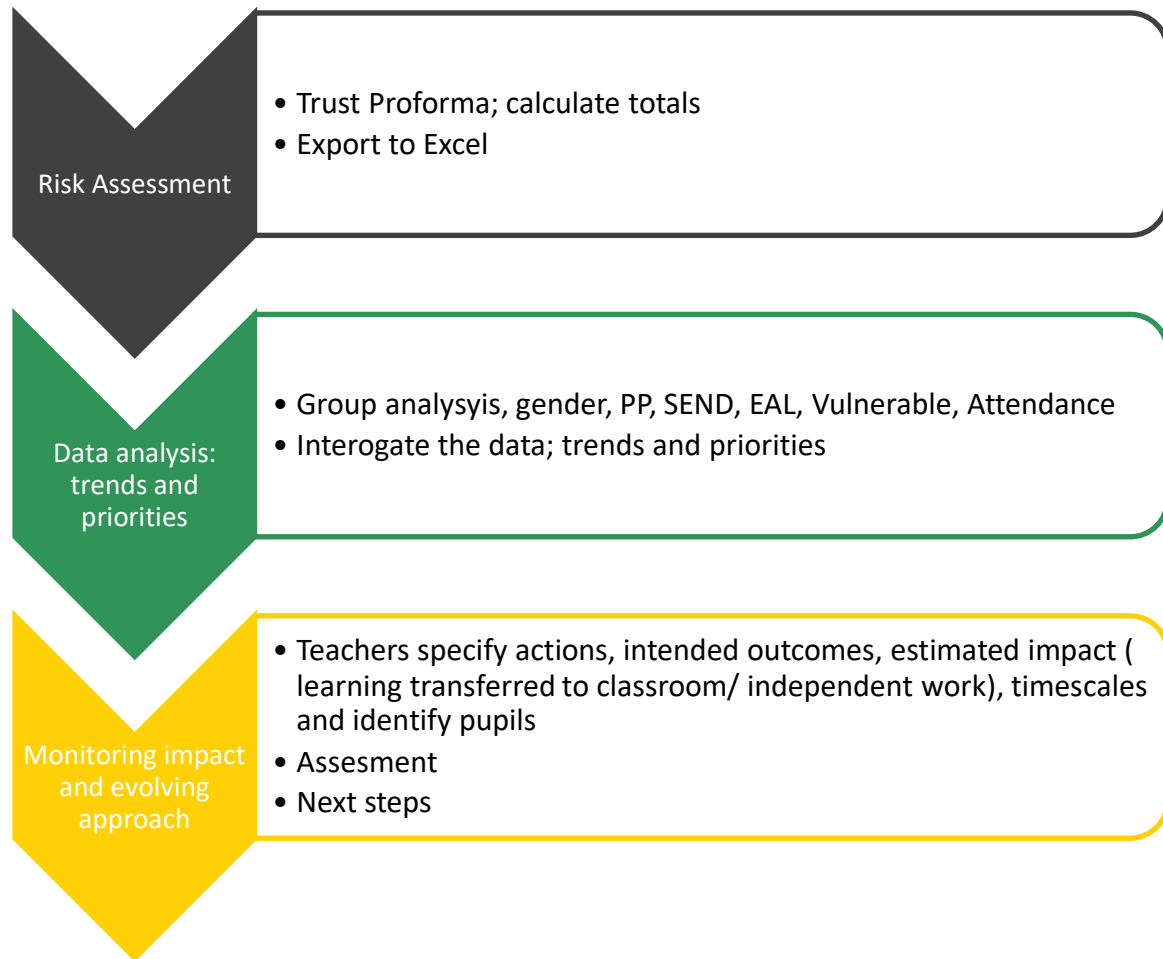 Risk Assessment
• Trust Proforma; calculate totals
• Export to Excel
Data analysis:
trends and
priorities
• Group analysyis, gender, PP, SEND, EAL, Vulnerable, Attendance
• Interogate the data; trends and priorities
Monitoring impact
and evolving
approach
• Teachers specify actions, intended outcomes, estimated impact (
learning transferred to classroom/ independent work), timescales
and identify pupils
• Assesment
• Next steps